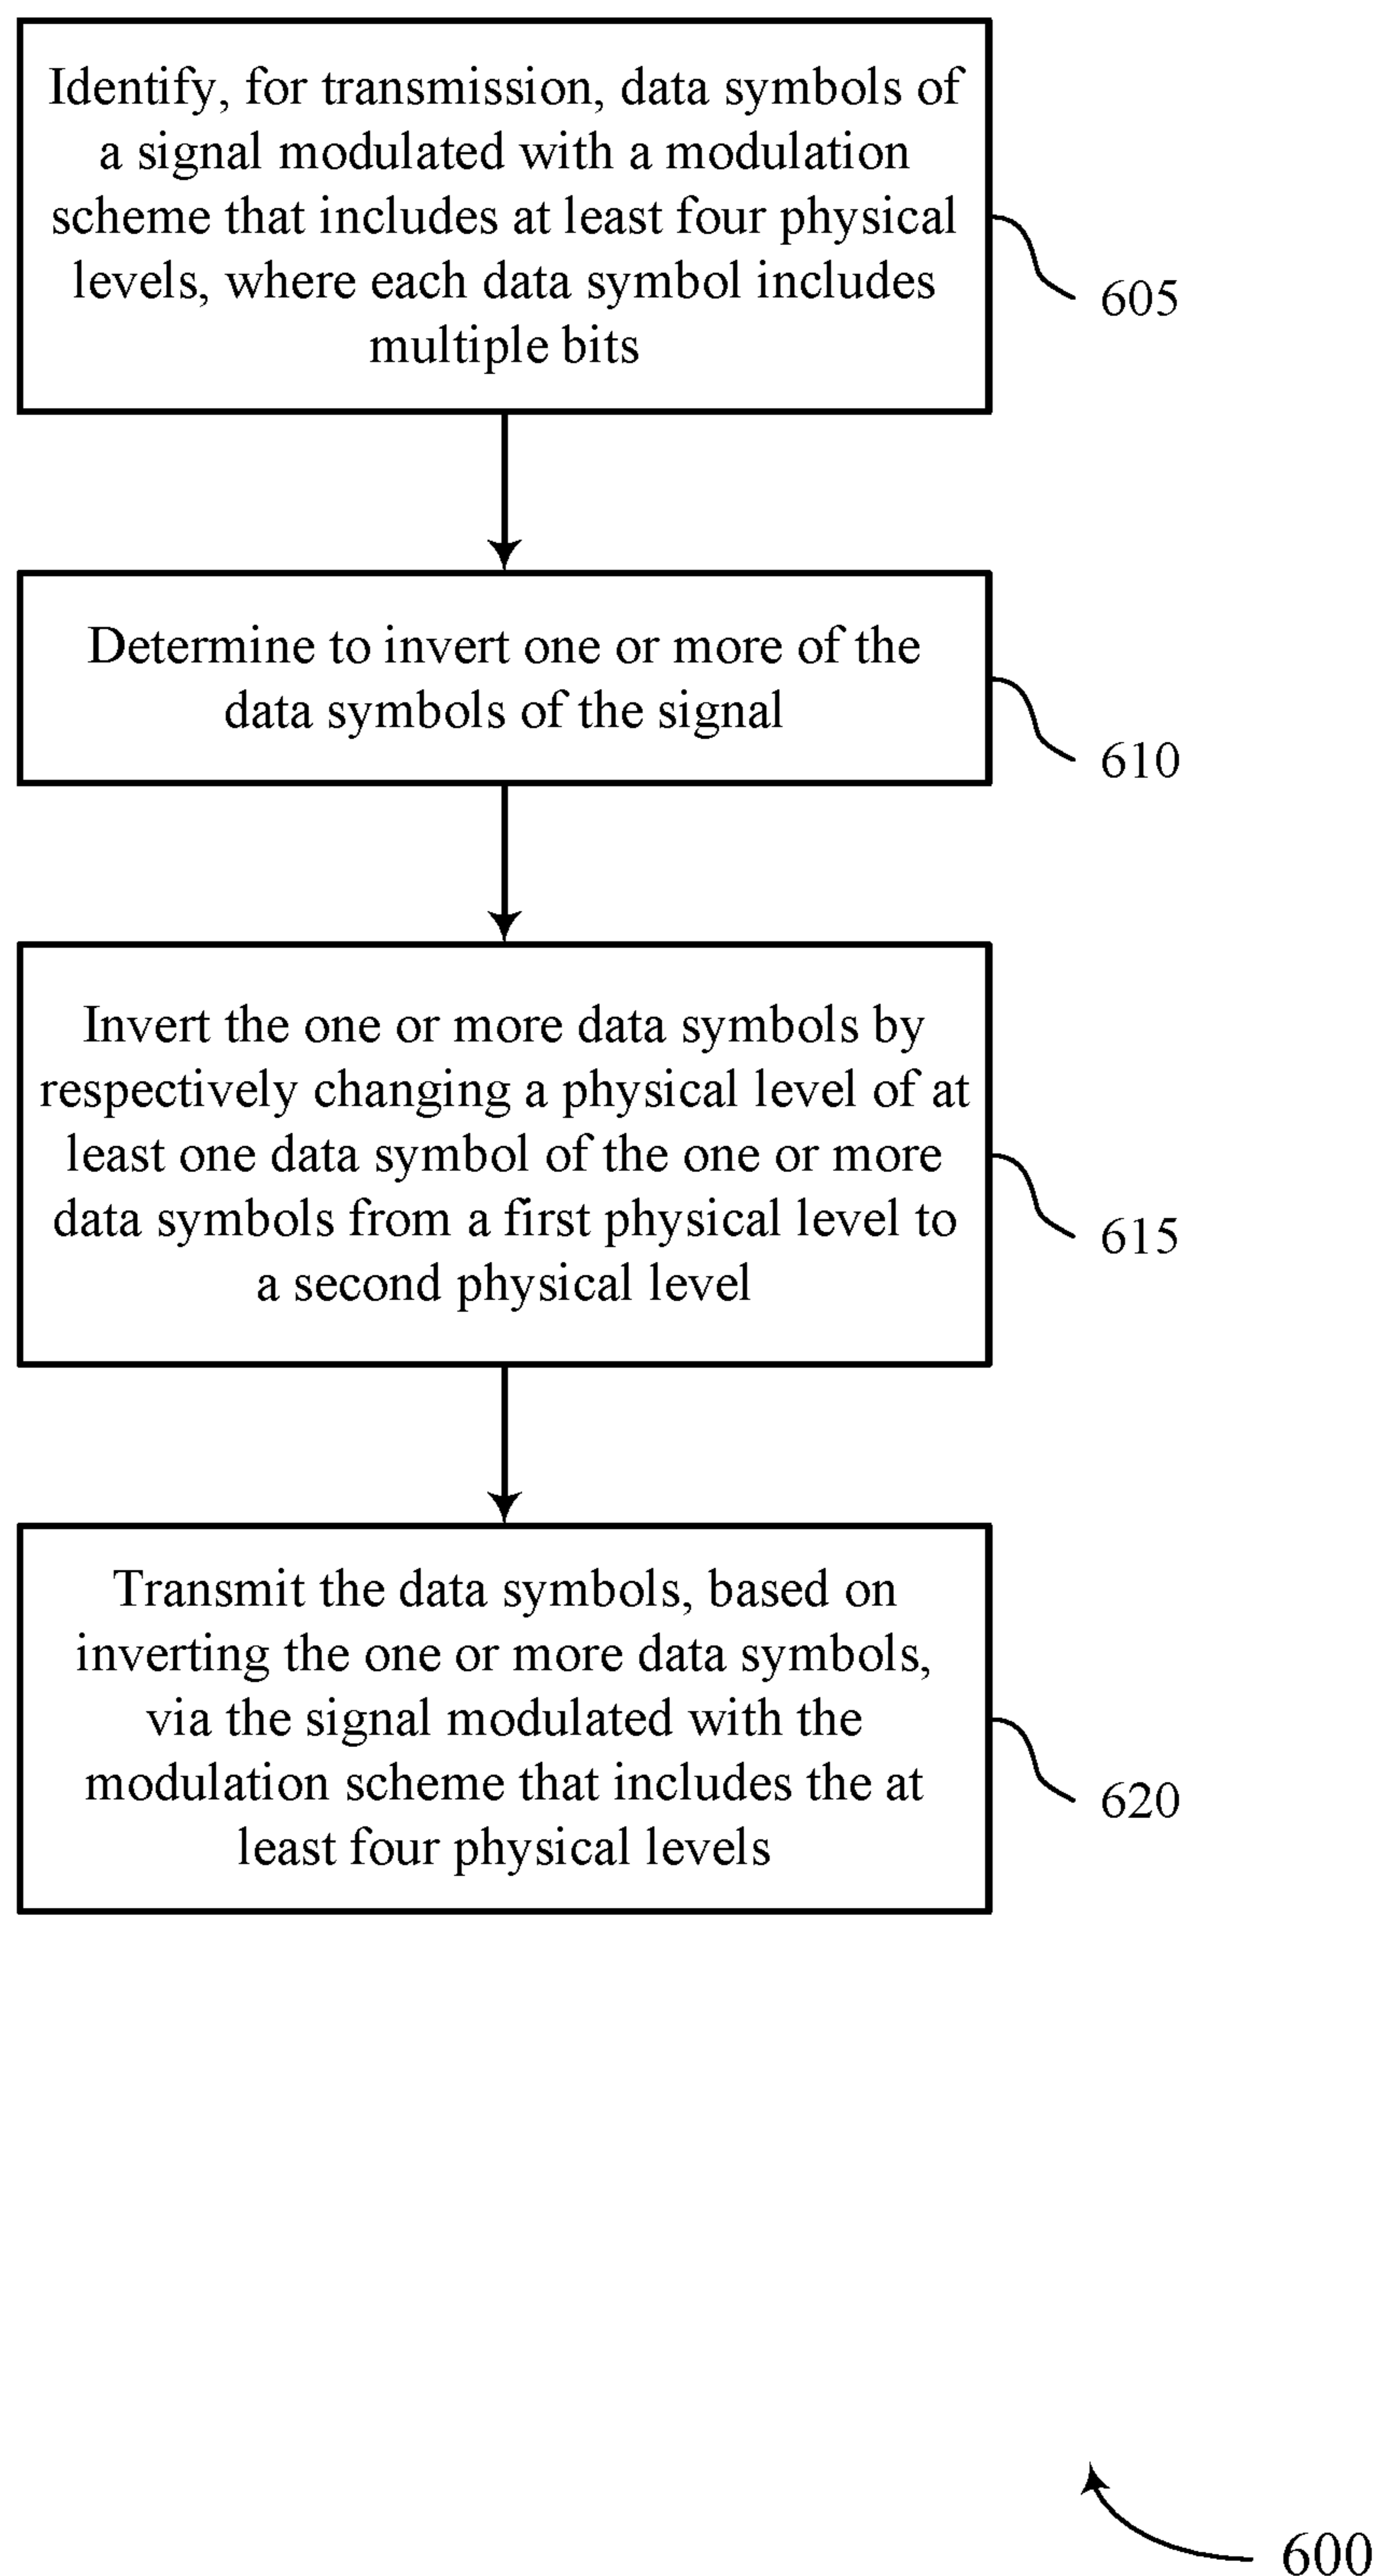 Identify, for transmission, data symbols of
a signal modulated with a modulation
scheme that includes at least four physical
levels, where each data symbol includes
multiple bits
605
Determine to invert one or more of the
data symbols of the signal
610
Invert the one or more data symbols by
respectively changing a physical level of at
least one data symbol of the one or more
data symbols from a first physical level to
a second physical level
615
Transmit the data symbols, based on
inverting the one or more data symbols,
via the signal modulated with the
modulation scheme that includes the at
least four physical levels
620
600